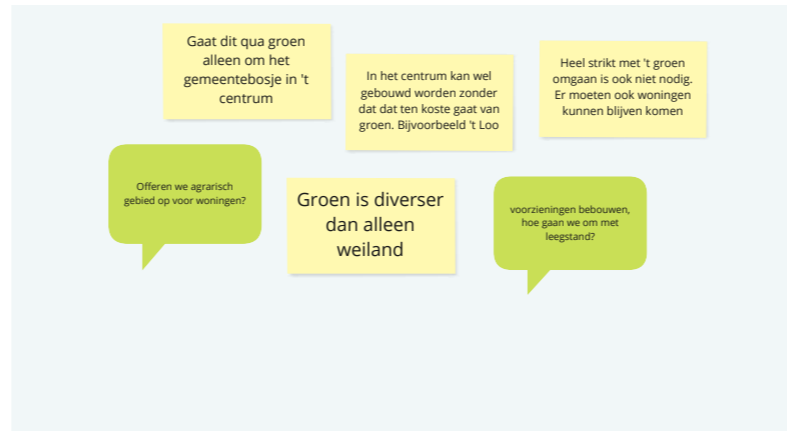 Gaat dit qua groen
alleen om het
gemeentebosje in 't
centrum
In het centrum kan wel
gebouwd worden zonder
dat dat ten koste gaat van
groen. Bijvoorbeeld 't Loo
Heel strikt met 't groen
omgaan is ook niet nodig.
Er moeten ook woningen
kunnen blijven komen
Offeren we agrarisch
gebied op voor woningen?
Groen is diverser
dan alleen
weiland
voorzieningen bebouwen,
hoe gaan we om met
leegstand?